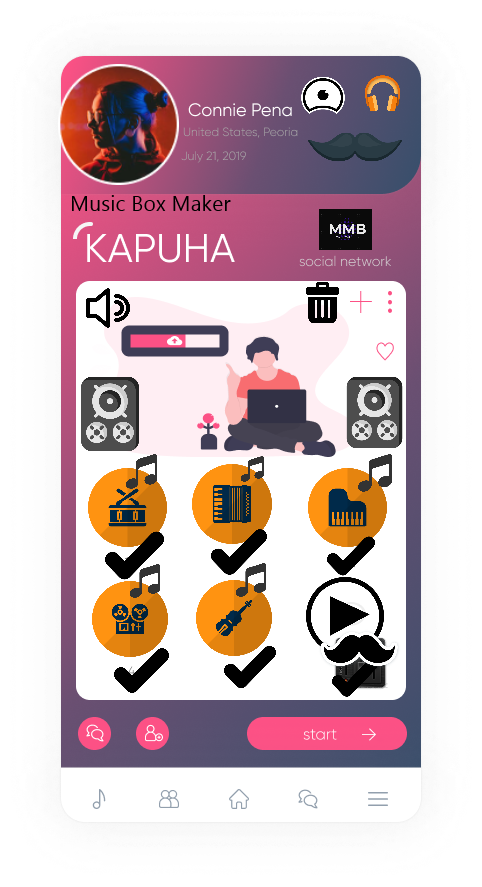 Connie Pena
United States, Peoria
July 21, 2019
Music Box Maker
KAPUHA
MMB
social network
start